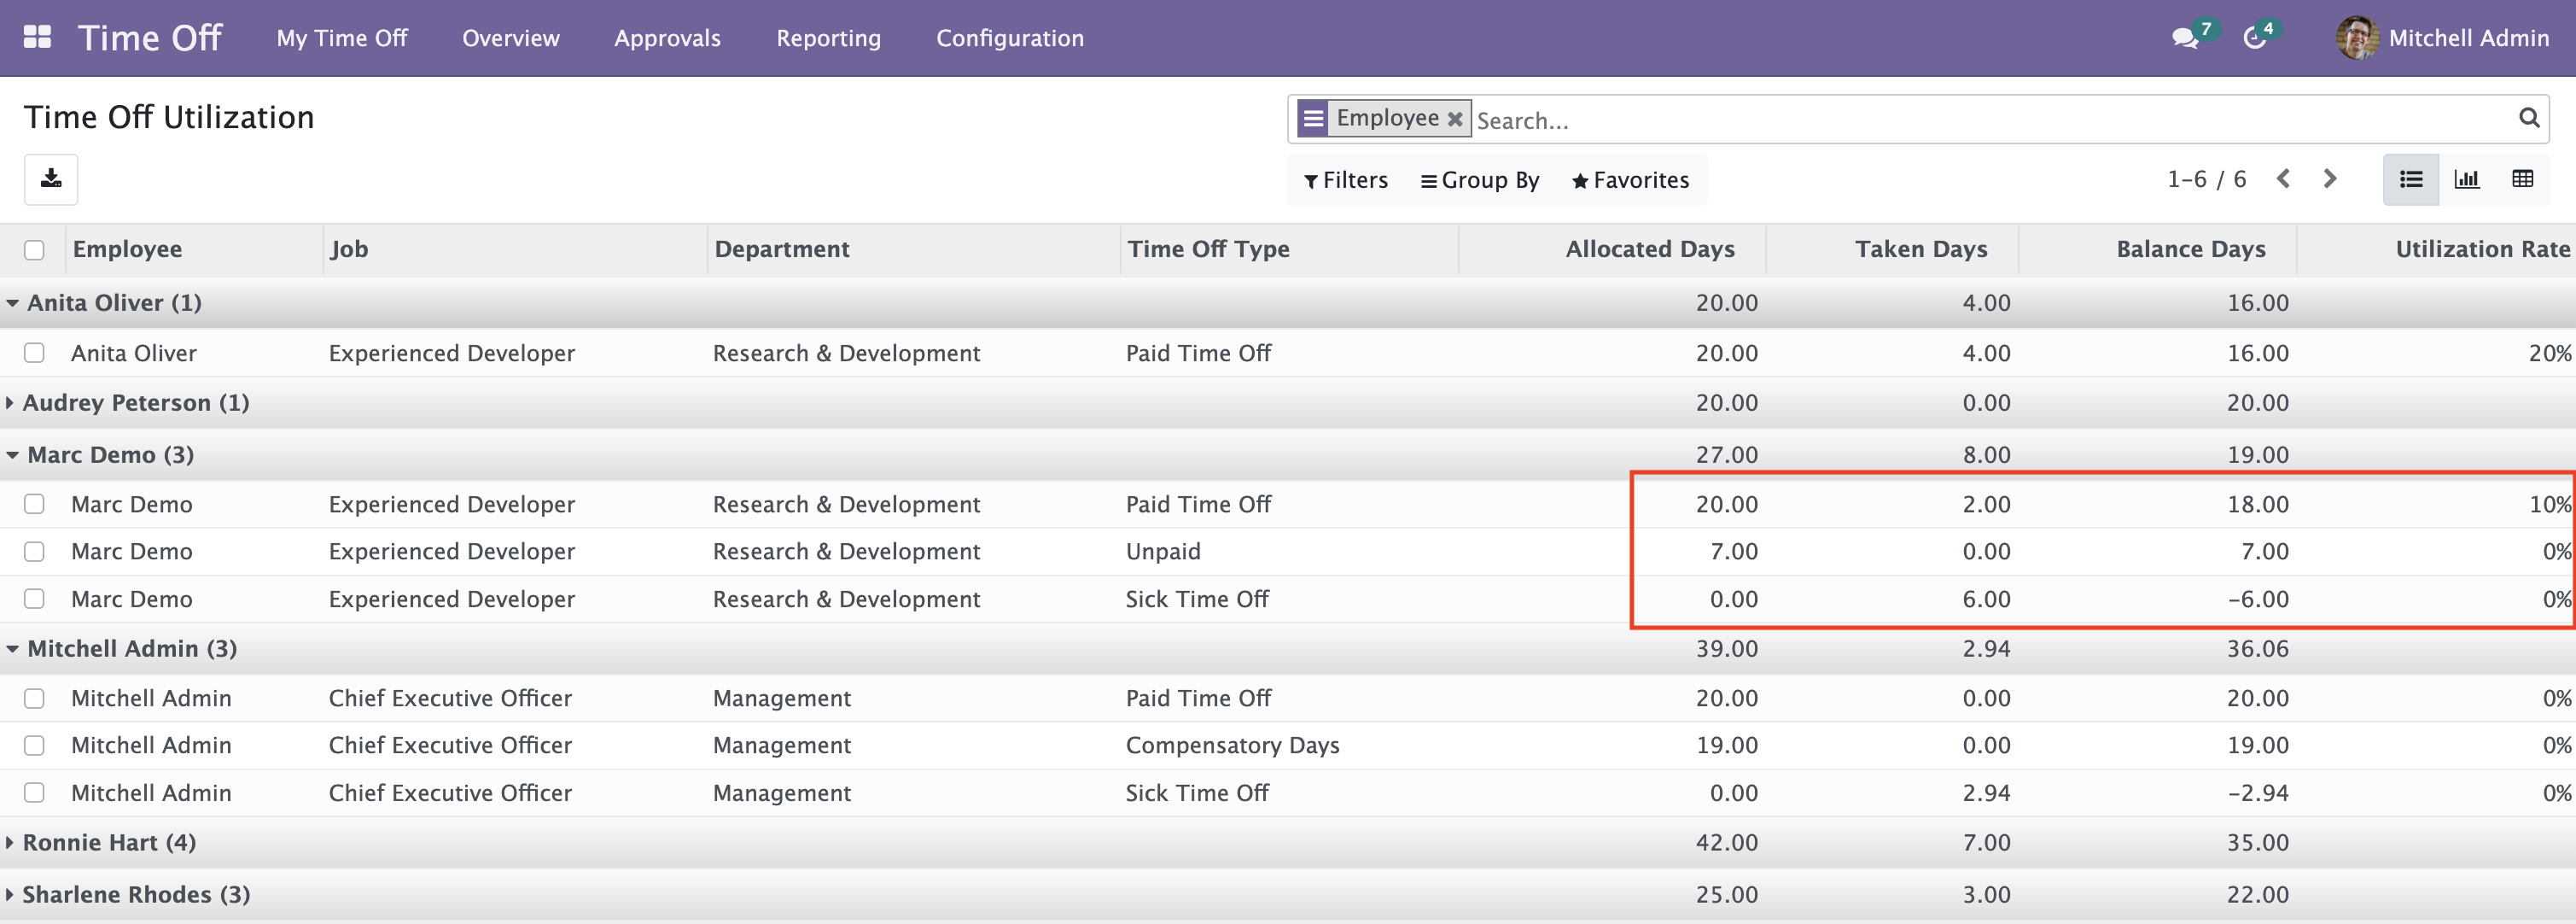 Time Off My Time Off Overview Approvals Reporting Configuration 7 4 Mitchell Admin
Time Off Utilization Employee Search...
Filters Group By Favorites 1-6 / 6
Employee Job Department Time Off Type Allocated Days Taken Days Balance Days Utilization Rate
Anita Oliver (1) 20.00 4.00 16.00
Anita Oliver Experienced Developer Research & Development Paid Time Off 20.00 4.00 16.00 20%
Audrey Peterson (1) 20.00 0.00 20.00
Marc Demo (3) 27.00 8.00 19.00
Marc Demo Experienced Developer Research & Development Paid Time Off 20.00 2.00 18.00 10%
Marc Demo Experienced Developer Research & Development Unpaid 7.00 0.00 7.00 0%
Marc Demo Experienced Developer Research & Development Sick Time Off 0.00 6.00 -6.00 0%
Mitchell Admin (3) 39.00 2.94 36.06
Mitchell Admin Chief Executive Officer Management Paid Time Off 20.00 0.00 20.00 0%
Mitchell Admin Chief Executive Officer Management Compensatory Days 19.00 0.00 19.00 0%
Mitchell Admin Chief Executive Officer Management Sick Time Off 0.00 2.94 -2.94 0%
Ronnie Hart (4) 42.00 7.00 35.00
Sharlene Rhodes (3) 25.00 3.00 22.00